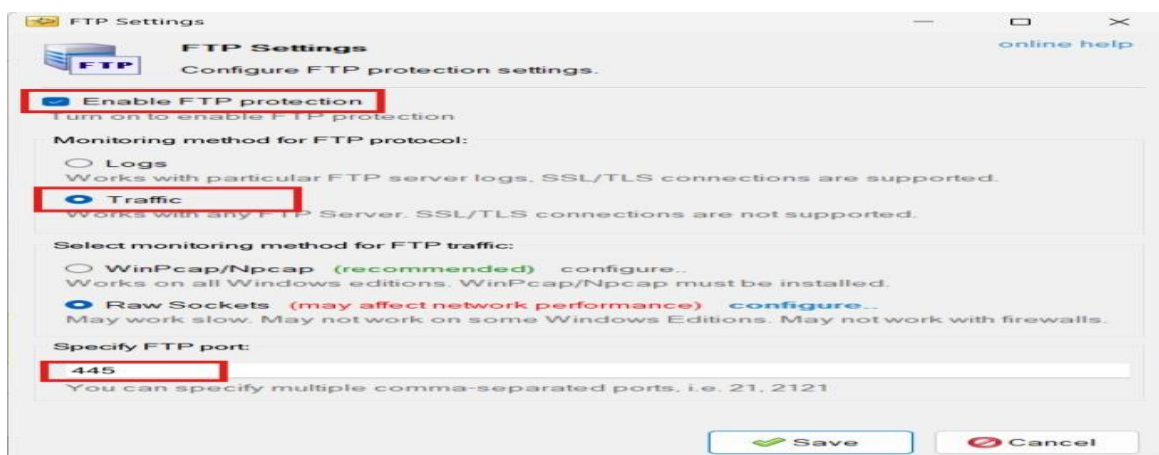 FTP Settings
FTP Settings
online help
FTP
Configure FTP protection settings.
Enable FTP protection
Turn on to enable FTP protection
Monitoring method for FTP protocol:
Logs
Works with particular FTP server logs, SSL/TLS connections are supported.
Traffic
Works with any FTP Server. SSL/TLS connections are not supported.
Select monitoring method for FTP traffic:
WinPcap/Npcap (recommended) configure..
Works on all Windows editions. WinPcap/Npcap must be installed.
Raw Sockets (may affect network performance) configure..
May work slow. May not work on some Windows Editions. May not work with firewalls.
Specify FTP port:
445
You can specify multiple comma-separated ports, i.e. 21, 2121
Save
Cancel